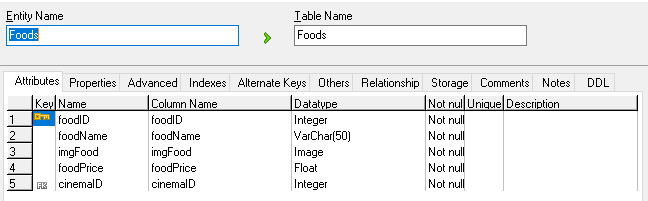 Entity Name Table Name
Foods Foods
Attributes Properties Advanced Indexes Alternate Keys Others Relationship Storage Comments Notes DDL
Key Name Column Name Datatype Not nul Unique Description
1 foodID foodID Integer Not null
2 foodName foodName VarChar(50) Not null
3 imgFood imgFood Image Not null
4 foodPrice foodPrice Float Not null
5 FK cinemaID cinemaID Integer Not null